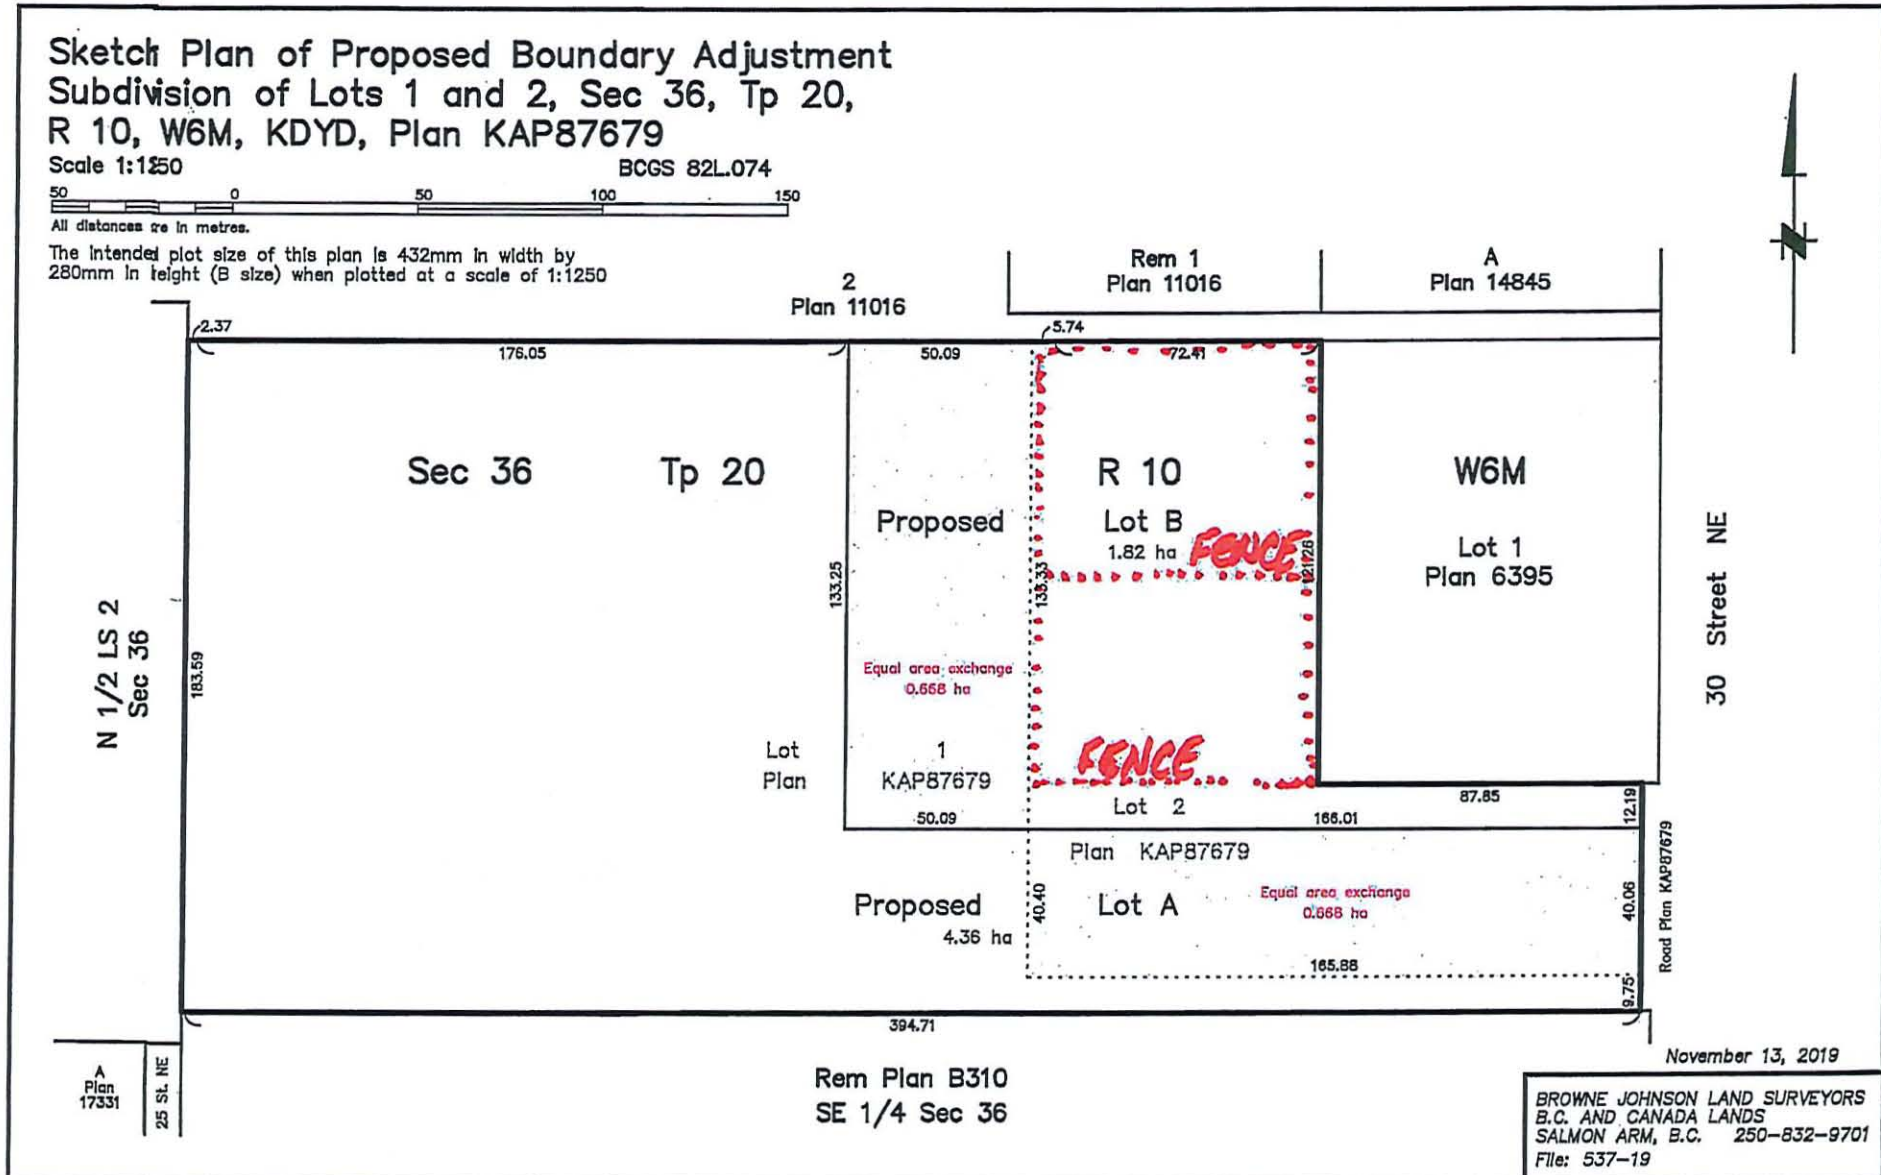 Sketch Plan of Proposed Boundary Adjustment
Subdivision of Lots 1 and 2, Sec 36, Tp 20,
R 10, W6M, KDYD, Plan KAP87679
Scale 1:1250
BCGS 82L.074
50 0 50 100 150
All distances are in metres.
The intended plot size of this plan is 432mm in width by
280mm in height (B size) when plotted at a scale of 1:1250
2
Plan 11016
Rem 1
Plan 11016
A
Plan 14845
N
2.37
176.05
50.09
5.74
72.41
Sec 36 Tp 20 R 10 W6M
Proposed Lot B
1.82 ha
FENCE
Lot 1
Plan 6395
30 Street NE
N 1/2 LS 2
Sec 36
183.59
133.25
121.26
Equal area exchange
0.668 ha
Lot 1
Plan KAP87679
FENCE
Lot 2
Plan KAP87679
50.09
166.01
87.85
12.19
Road Plan KAP87679
Proposed Lot A
4.36 ha
40.40
Equal area exchange
0.668 ha
40.06
165.88
9.75
394.71
A
Plan
17331
25 St. NE
Rem Plan B310
SE 1/4 Sec 36
November 13, 2019
BROWNE JOHNSON LAND SURVEYORS
B.C. AND CANADA LANDS
SALMON ARM, B.C. 250-832-9701
File: 537-19